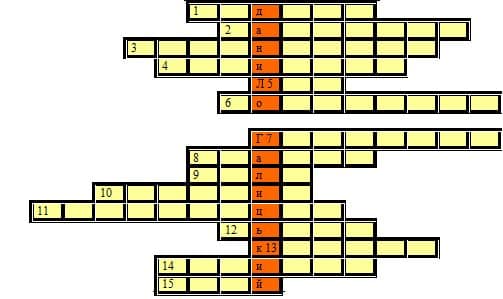 1 д
2 а
3 н
4 и
Л 5
6 о
Г 7
8 а
9 л
10 и
11 ц
12 ь
к 13
14 и
15 й